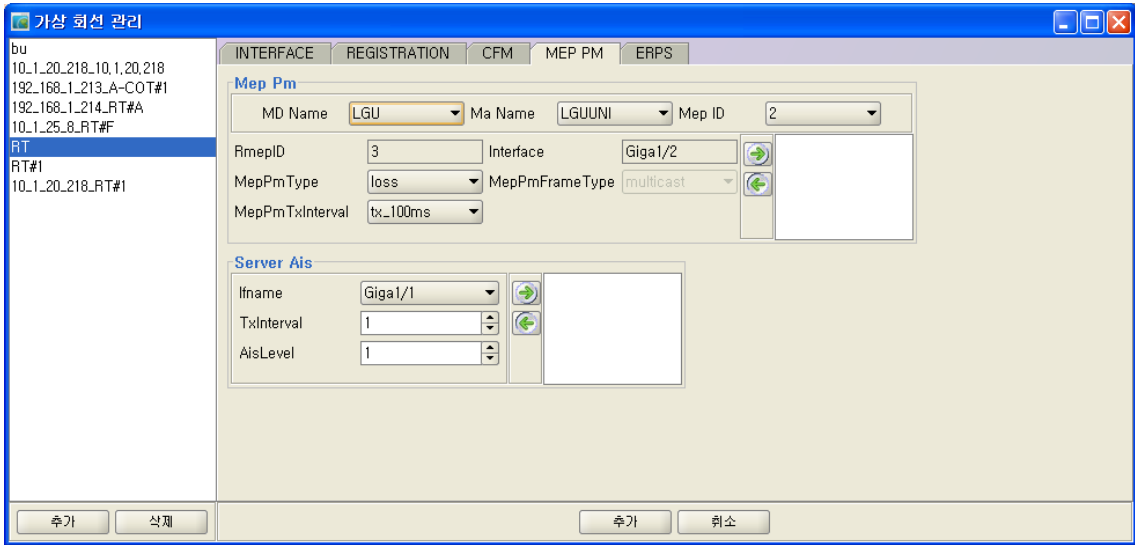 가상 회선 관리
bu
10_1_20_218_10,1,20,218
192_168_1_213_A-COT#1
192_168_1_214_RT#A
10_1_25_8_RT#F
RT
RT#1
10_1_20_218_RT#1
추가 삭제
INTERFACE REGISTRATION CFM MEP PM ERPS
Mep Pm
MD Name LGU Ma Name LGUUNI Mep ID 2
RmepID 3 Interface Giga1/2
MepPmType loss MepPmFrameType multicast
MepPmTxInterval tx_100ms
Server Ais
Ifname Giga1/1
TxInterval 1
AisLevel 1
추가 취소